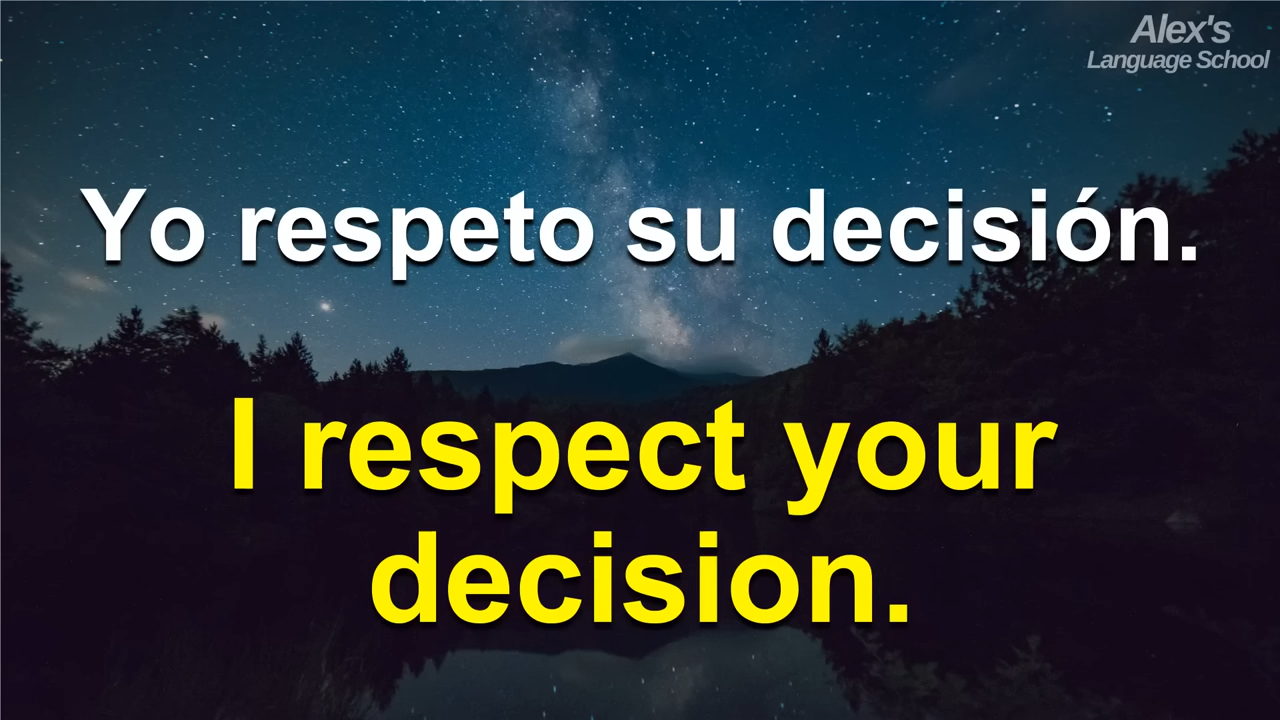 Alex's
Language School
Yo respeto su decisión.
I respect your
decision.